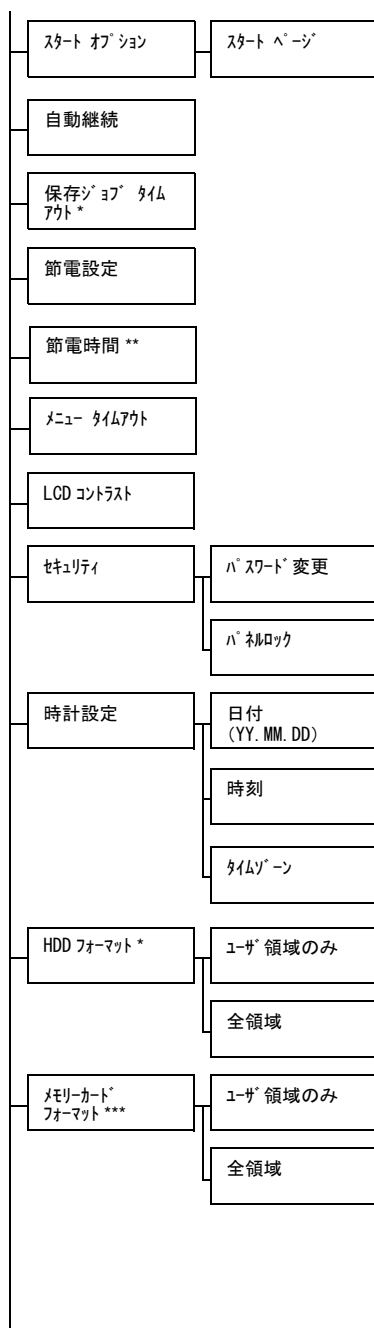 ｽﾀｰﾄ ｵﾌﾟｼｮﾝ
ｽﾀｰﾄ ﾍﾟｰｼﾞ
自動継続
保存ｼﾞｮﾌﾞ ﾀｲﾑ
ｱｳﾄ *
節電設定
節電時間 **
ﾒﾆｭｰ ﾀｲﾑｱｳﾄ
LCD ｺﾝﾄﾗｽﾄ
ｾｷｭﾘﾃｨ
ﾊﾟｽﾜｰﾄﾞ変更
ﾊﾟﾈﾙﾛｯｸ
時計設定
日付
(YY. MM. DD)
時刻
ﾀｲﾑｿﾞｰﾝ
HDD ﾌｫｰﾏｯﾄ *
ﾕｰｻﾞ領域のみ
全領域
ﾒﾓﾘｰｶｰﾄﾞ
ﾌｫｰﾏｯﾄ ***
ﾕｰｻﾞ領域のみ
全領域